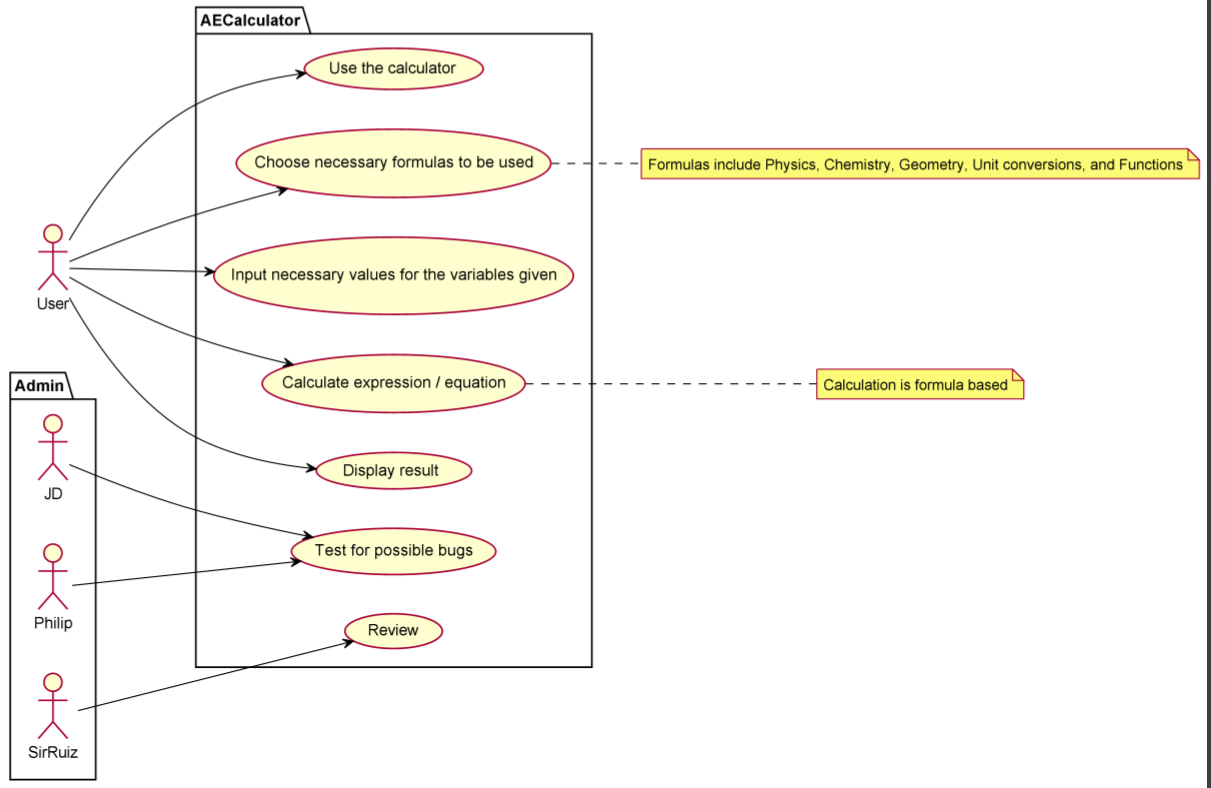 AECalculator
Use the calculator
Choose necessary formulas to be used
Formulas include Physics, Chemistry, Geometry, Unit conversions, and Functions
Input necessary values for the variables given
User
Calculate expression / equation
Calculation is formula based
Admin
Display result
JD
Test for possible bugs
Philip
Review
SirRuiz